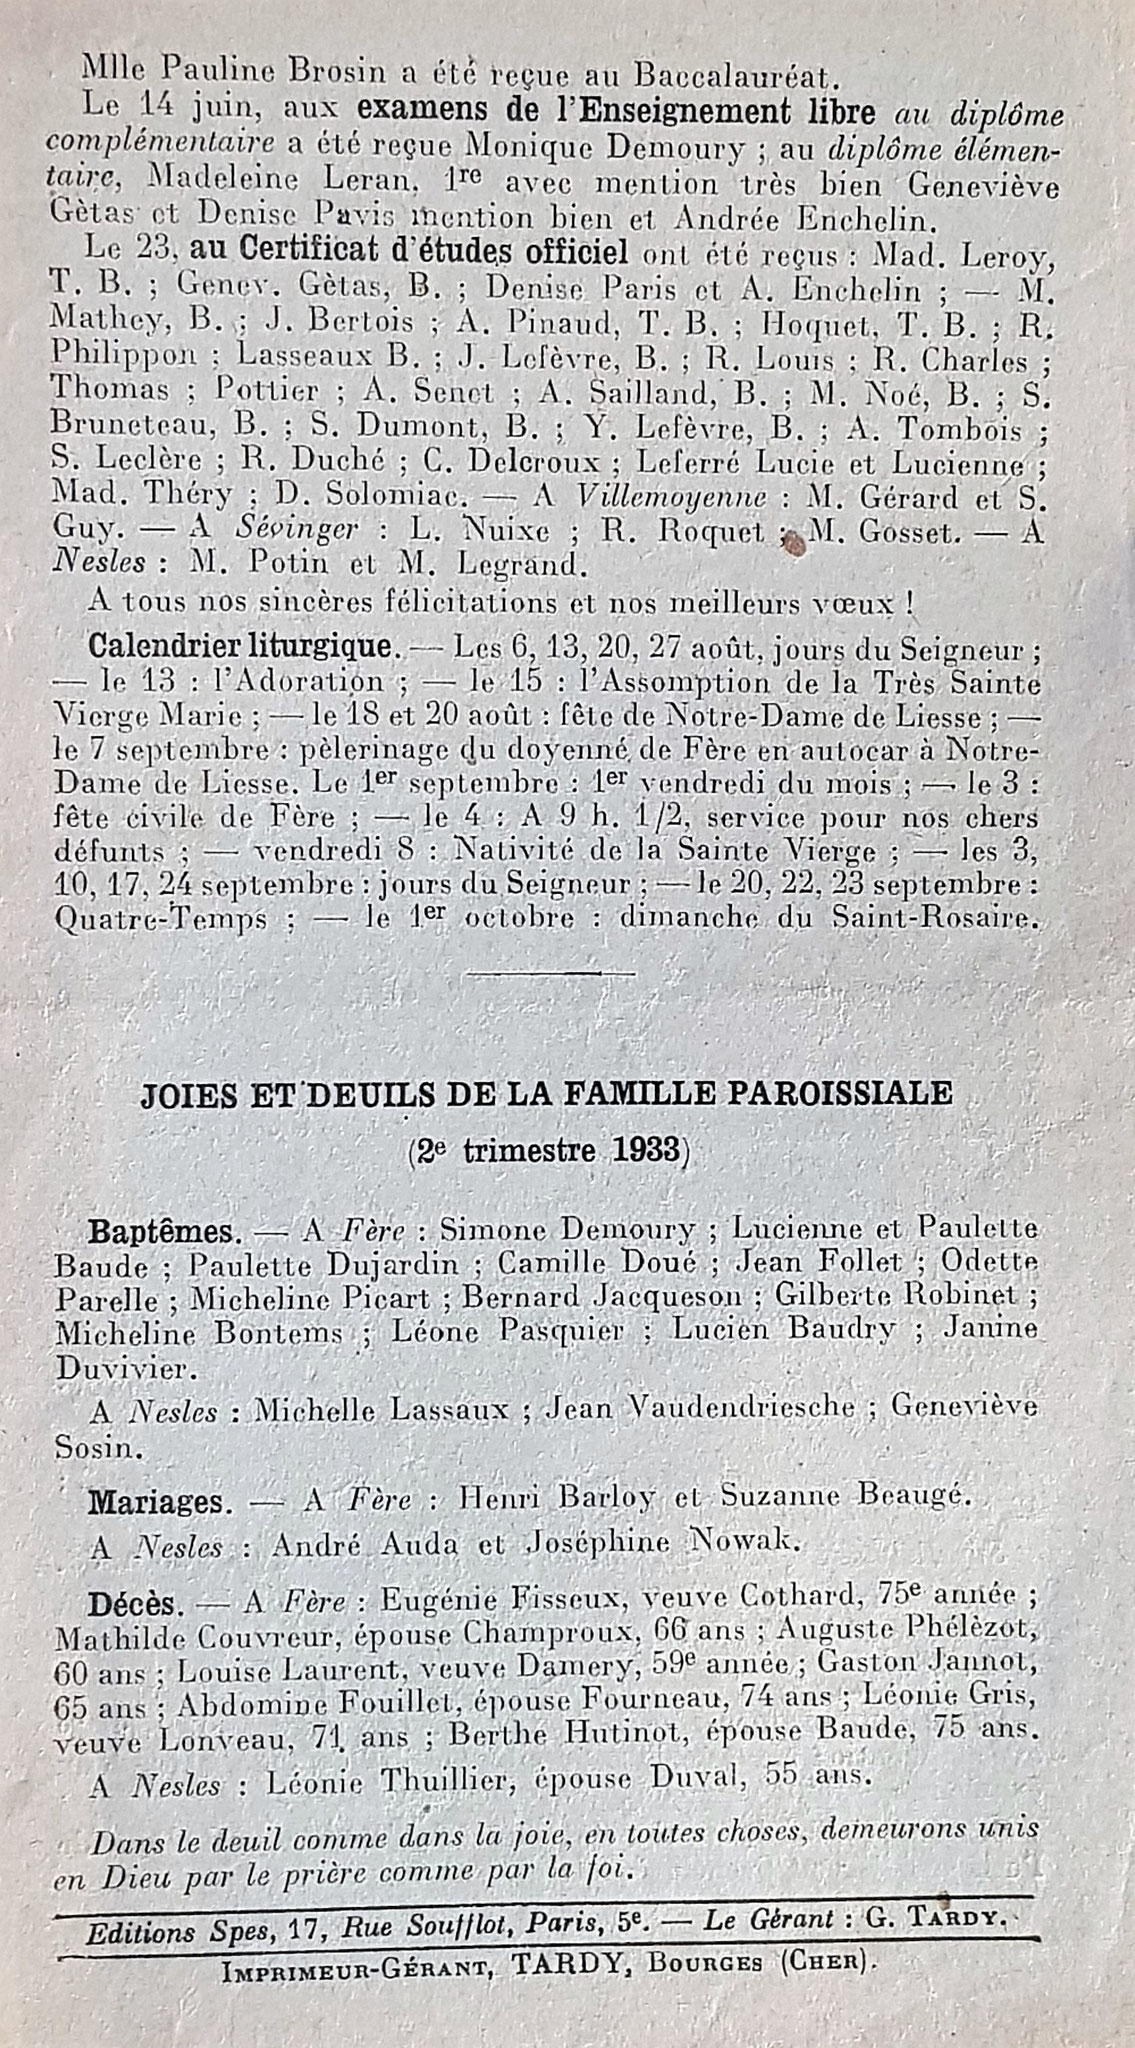 Mlle Pauline Brosin a été reçue au Baccalauréat.
Le 14 juin, aux examens de l'Enseignement libre au diplôme
complémentaire a été reçue Monique Demoury ; au diplôme élémen-
taire, Madeleine Leran, 1re avec mention très bien Geneviève
Gètas et Denise Pavis mention bien et Andrée Enchelin.
Le 23, au Certificat d'études officiel ont été reçus : Mad. Leroy,
T. B. ; Genev. Gètas, B. ; Denise Paris et A. Enchelin ; — M.
Mathey, B. ; J. Bertois ; A. Pinaud, T. B. ; Hoquet, T. B. ; R.
Philippon ; Lasseaux B. ; J. Lefèvre, B. ; R. Louis ; R. Charles ;
Thomas ; Pottier ; A. Senet ; A. Sailland, B. ; M. Noé, B. ; S.
Bruneteau, B. ; S. Dumont, B. ; Y. Lefèvre, B. ; A. Tombois ;
S. Leclère ; R. Duché ; C. Delcroux ; Leferré Lucie et Lucienne ;
Mad. Théry ; D. Solomiac. — A Villemoyenne : M. Gérard et S.
Guy. — A Sévinger : L. Nuixe ; R. Roquet ; M. Gosset. — A
Nesles : M. Potin et M. Legrand.
A tous nos sincères félicitations et nos meilleurs vœux !
Calendrier liturgique. — Les 6, 13, 20, 27 août, jours du Seigneur ;
— le 13 : l'Adoration ; — le 15 : l'Assomption de la Très Sainte
Vierge Marie ; — le 18 et 20 août : fête de Notre-Dame de Liesse ; —
le 7 septembre : pèlerinage du doyenné de Fère en autocar à Notre-
Dame de Liesse. Le 1er septembre : 1er vendredi du mois ; — le 3 :
fête civile de Fère ; — le 4 : A 9 h. 1/2, service pour nos chers
défunts ; — vendredi 8 : Nativité de la Sainte Vierge ; — les 3,
10, 17, 24 septembre : jours du Seigneur ; — le 20, 22, 23 septembre :
Quatre-Temps ; — le 1er octobre : dimanche du Saint-Rosaire.
JOIES ET DEUILS DE LA FAMILLE PAROISSIALE
(2e trimestre 1933)
Baptêmes. — A Fère : Simone Demoury ; Lucienne et Paulette
Baude ; Paulette Dujardin ; Camille Doué ; Jean Follet ; Odette
Parelle ; Micheline Picart ; Bernard Jacqueson ; Gilberte Robinet ;
Micheline Bontems ; Léone Pasquier ; Lucien Baudry ; Janine
Duvivier.
A Nesles : Michelle Lassaux ; Jean Vaudendriesche ; Geneviève
Sosin.
Mariages. — A Fère : Henri Barloy et Suzanne Beaugé.
A Nesles : André Auda et Joséphine Nowak.
Décès. — A Fère : Eugénie Fisseux, veuve Cothard, 75e année ;
Mathilde Couvreur, épouse Champroux, 66 ans ; Auguste Phélèzot,
60 ans ; Louise Laurent, veuve Damery, 59e année ; Gaston Jannot,
65 ans ; Abdomine Fouillet, épouse Fourneau, 74 ans ; Léonie Gris,
veuve Lonveau, 71 ans ; Berthe Hutinot, épouse Baude, 75 ans.
A Nesles : Léonie Thuillier, épouse Duval, 55 ans.
Dans le deuil comme dans la joie, en toutes choses, demeurons unis
en Dieu par le prière comme par la foi.
Editions Spes, 17, Rue Soufflot, Paris, 5e. — Le Gérant : G. TARDY.
IMPRIMEUR-GÉRANT, TARDY, BOURGES (CHER).